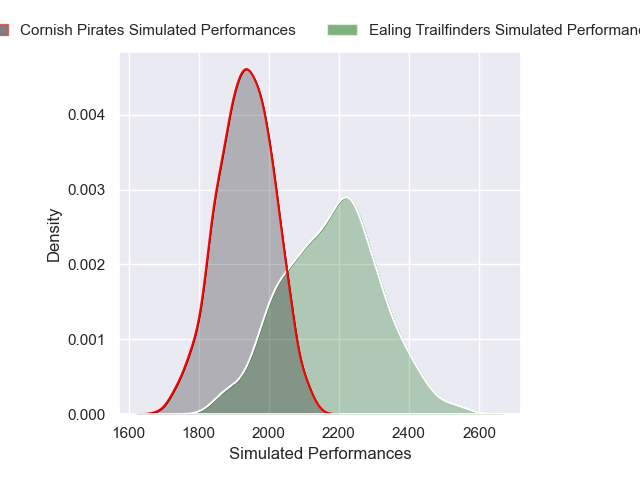 Cornish Pirates Simulated Performances
Ealing Trailfinders Simulated
0.004
0.003
0.002
0.001
0.000
Density
1600 1800 2000 2200 2400 2600
Simulated Performances